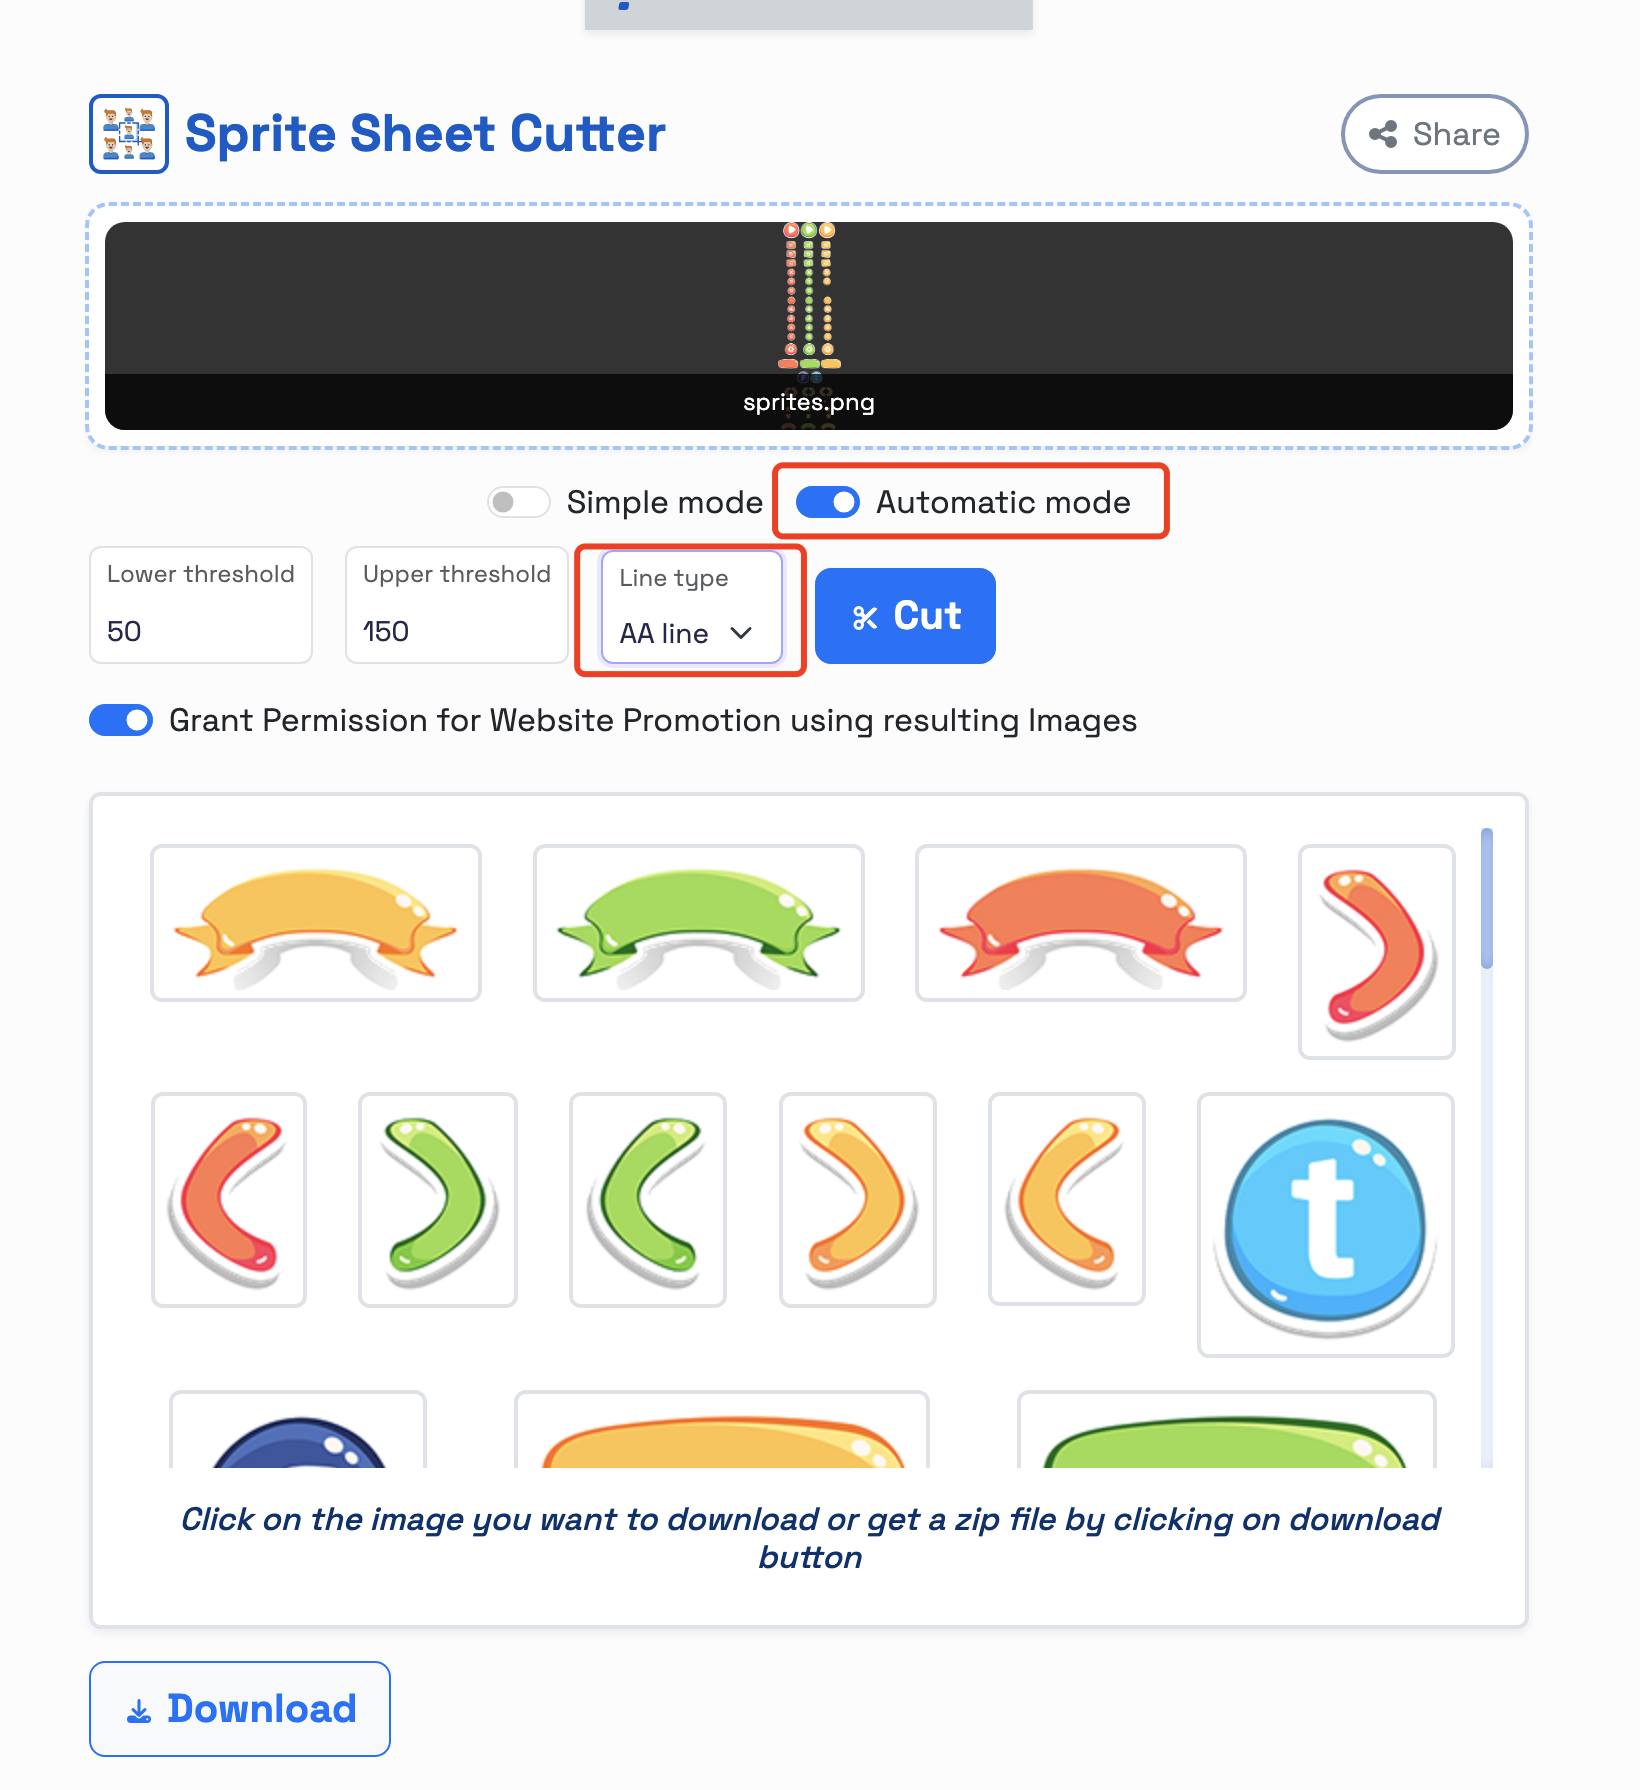 Sprite Sheet Cutter
Share
sprites.png
Simple mode
Automatic mode
Lower threshold
Upper threshold
Line type
50
150
AA line
Cut
Grant Permission for Website Promotion using resulting Images
t
Click on the image you want to download or get a zip file by clicking on download
button
Download